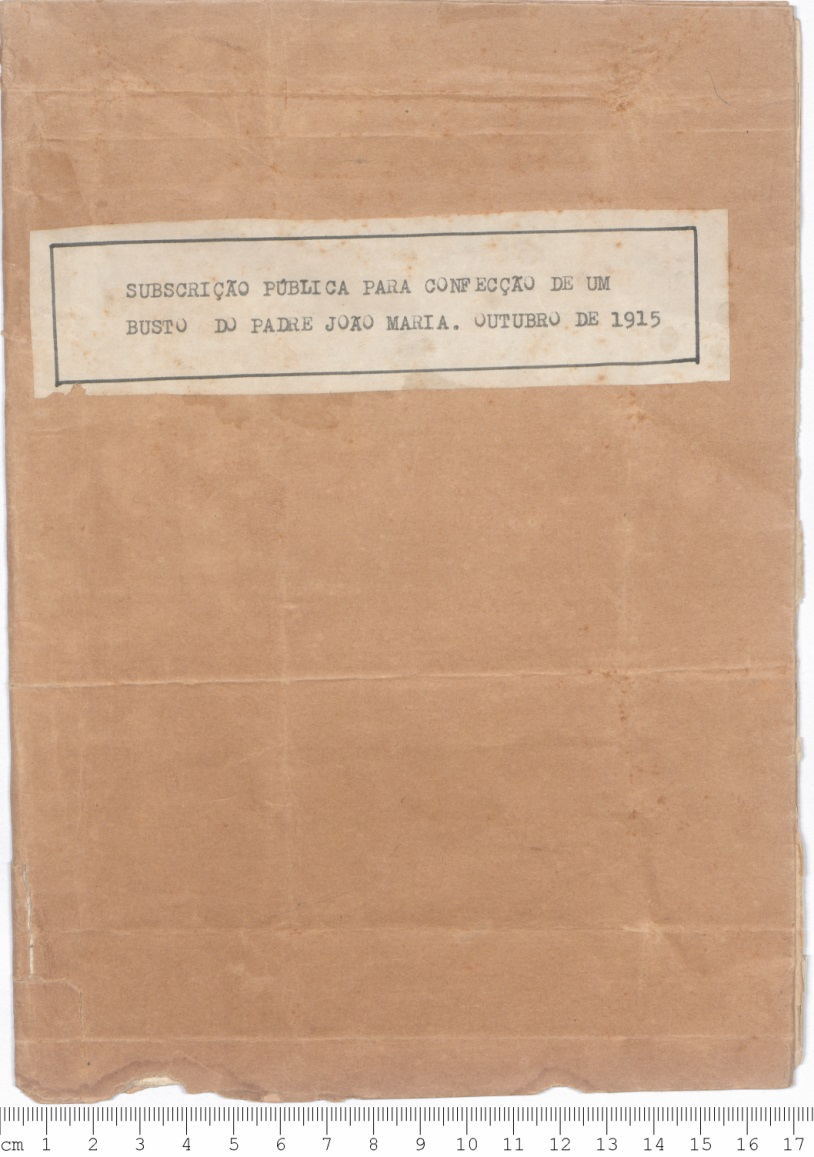 SUBSCRIÇÃO PÚBLICA PARA CONFECÇÃO DE UM
BUSTO DO PADRE JOÃO MARIA. OUTUBRO DE 1915
cm 1 2 3 4 5 6 7 8 9 10 11 12 13 14 15 16 17